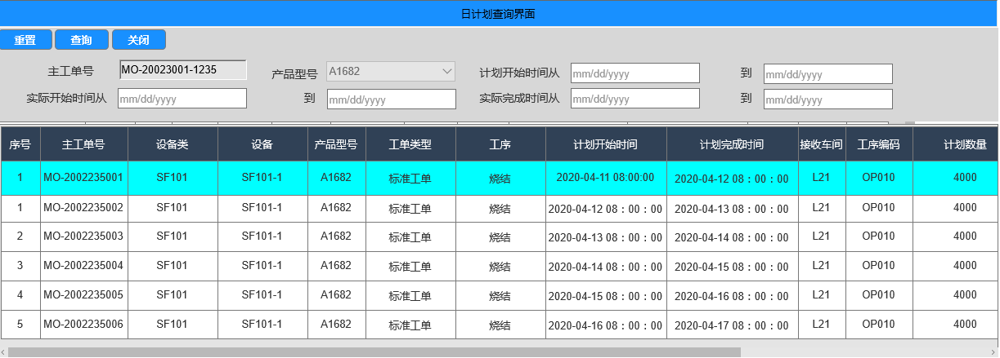 日计划查询界面
重置 查询 关闭
主工单号 MO-20023001-1235 产品型号 A1682 计划开始时间从 mm/dd/yyyy 到 mm/dd/yyyy
实际开始时间从 mm/dd/yyyy 到 mm/dd/yyyy 实际完成时间从 mm/dd/yyyy 到 mm/dd/yyyy
序号 主工单号 设备类 设备 产品型号 工单类型 工序 计划开始时间 计划完成时间 接收车间 工序编码 计划数量
1 MO-2002235001 SF101 SF101-1 A1682 标准工单 烧结 2020-04-11 08:00:00 2020-04-12 08：00：00 L21 OP010 4000
1 MO-2002235002 SF101 SF101-1 A1682 标准工单 烧结 2020-04-12 08：00：00 2020-04-13 08：00：00 L21 OP010 4000
2 MO-2002235003 SF101 SF101-1 A1682 标准工单 烧结 2020-04-13 08：00：00 2020-04-14 08：00：00 L21 OP010 4000
3 MO-2002235004 SF101 SF101-1 A1682 标准工单 烧结 2020-04-14 08：00：00 2020-04-15 08：00：00 L21 OP010 4000
4 MO-2002235005 SF101 SF101-1 A1682 标准工单 烧结 2020-04-15 08：00：00 2020-04-16 08：00：00 L21 OP010 4000
5 MO-2002235006 SF101 SF101-1 A1682 标准工单 烧结 2020-04-16 08：00：00 2020-04-17 08：00：00 L21 OP010 4000